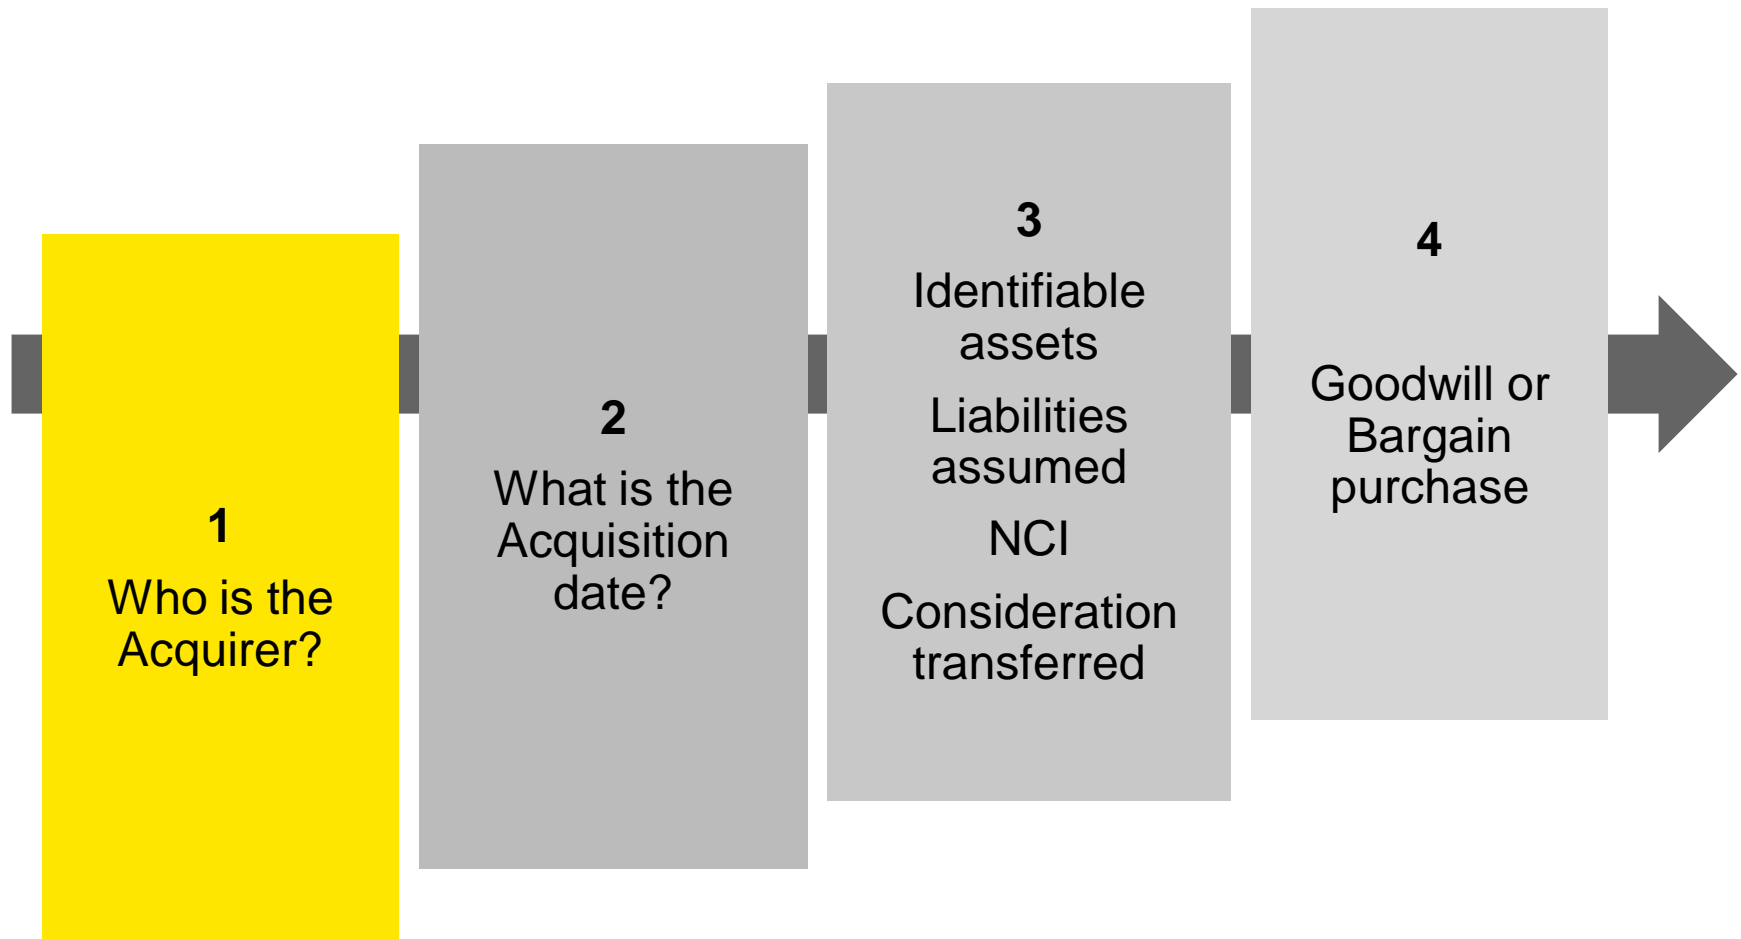 1
Who is the
Acquirer?
2
What is the
Acquisition
date?
3
Identifiable
assets
Liabilities
assumed
NCI
Consideration
transferred
4
Goodwill or
Bargain
purchase